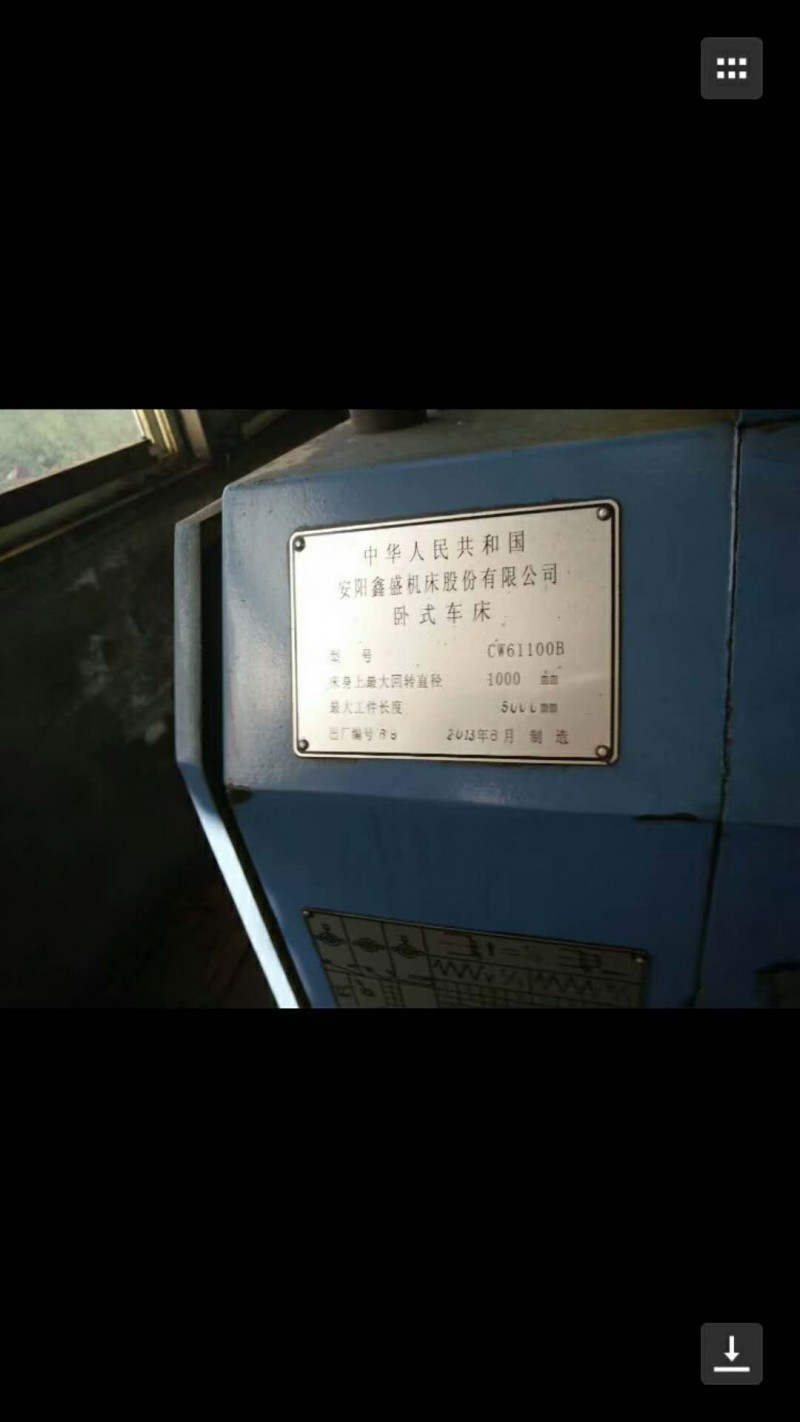 中华人民共和国
安阳鑫盛机床股份有限公司
卧式车床
型 号 CW61100B
床身上最大回转直径 1000 mm
最大工件长度 5000mm
出厂编号 2013年 月 制造